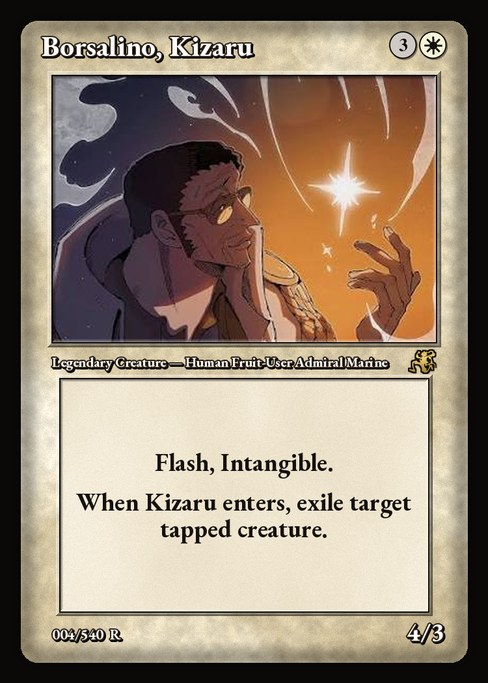 Borsalino, Kizaru
3
Legendary Creature — Human Fruit-User Admiral Marine
Flash, Intangible.
When Kizaru enters, exile target
tapped creature.
004/540 R
4/3